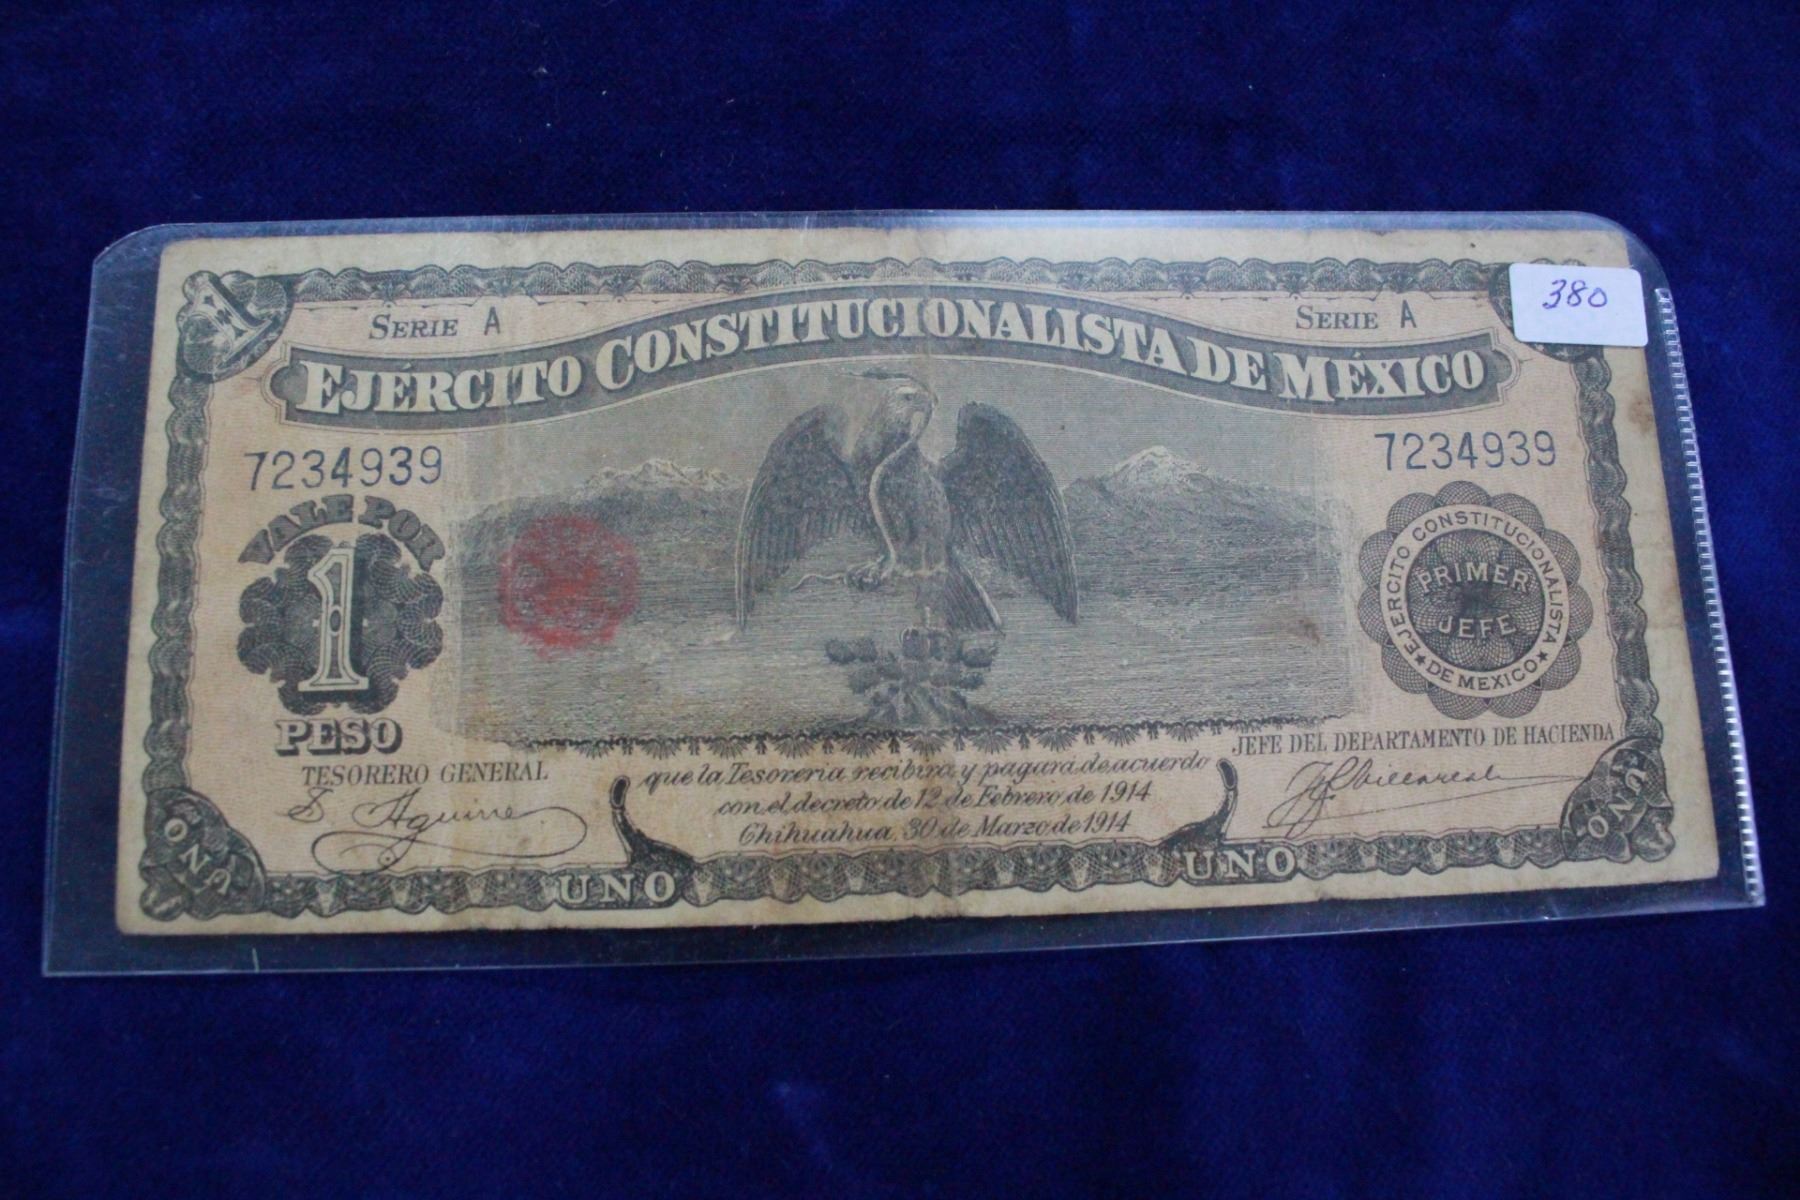 380
1
SERIE A
SERIE A
EJÉRCITO CONSTITUCIONALISTA DE MÉXICO
7234939
7234939
VALE POR
1
PESO
EJERCITO CONSTITUCIONALISTA
DE MEXICO
PRIMER
JEFE
TESORERO GENERAL
S. Aguirre
que la Tesoreria recibirá y pagará de acuerdo
con el decreto de 12 de Febrero de 1914
Chihuahua, 30 de Marzo de 1914
JEFE DEL DEPARTAMENTO DE HACIENDA
UNO
UNO
UNO
UNO